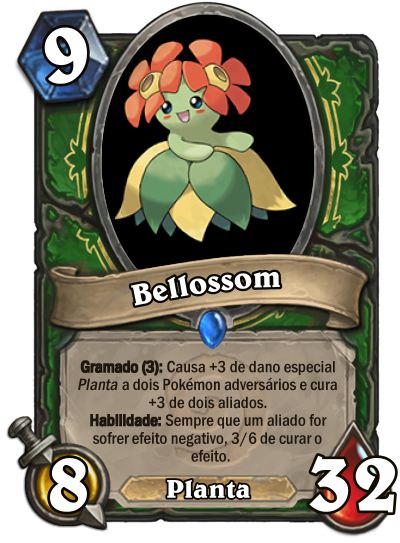 9
Bellossom
Gramado (3): Causa +3 de dano especial
Planta a dois Pokémon adversários e cura
+3 de dois aliados.
Habilidade: Sempre que um aliado for
sofrer efeito negativo, 3/6 de curar o
efeito.
8
Planta
32